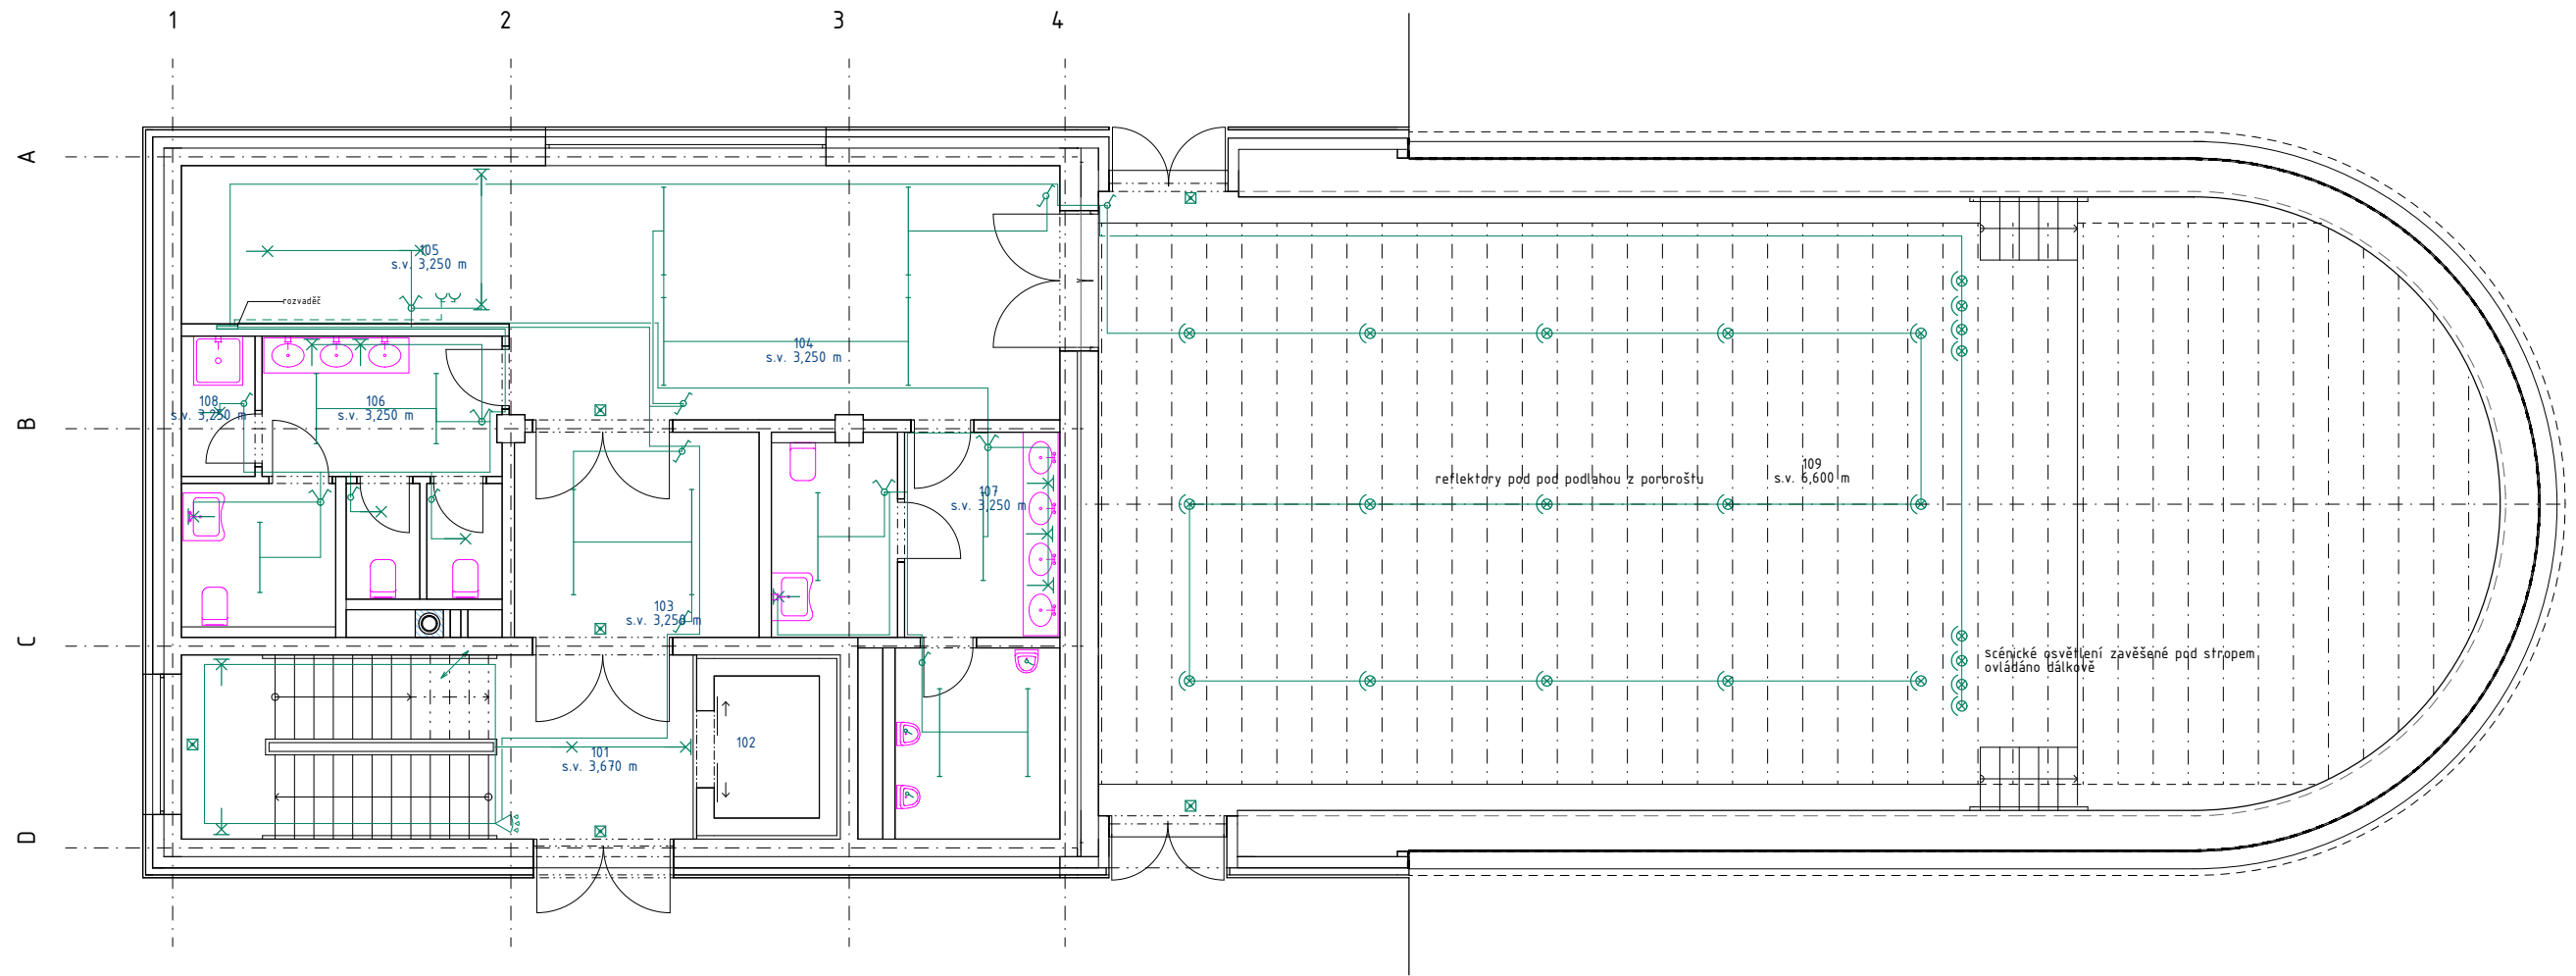 1
2
3
4
A
B
C
D
105
s.v. 3,250 m
rozvaděč
104
s.v. 3,250 m
108
s.v. 3,250 m
106
s.v. 3,250 m
107
s.v. 3,250 m
103
s.v. 3,250 m
101
s.v. 3,670 m
102
reflektory pod pod podlahou z pororoštu
109
s.v. 6,600 m
scénické osvětlení zavěšené pod stropem
ovládáno dálkově